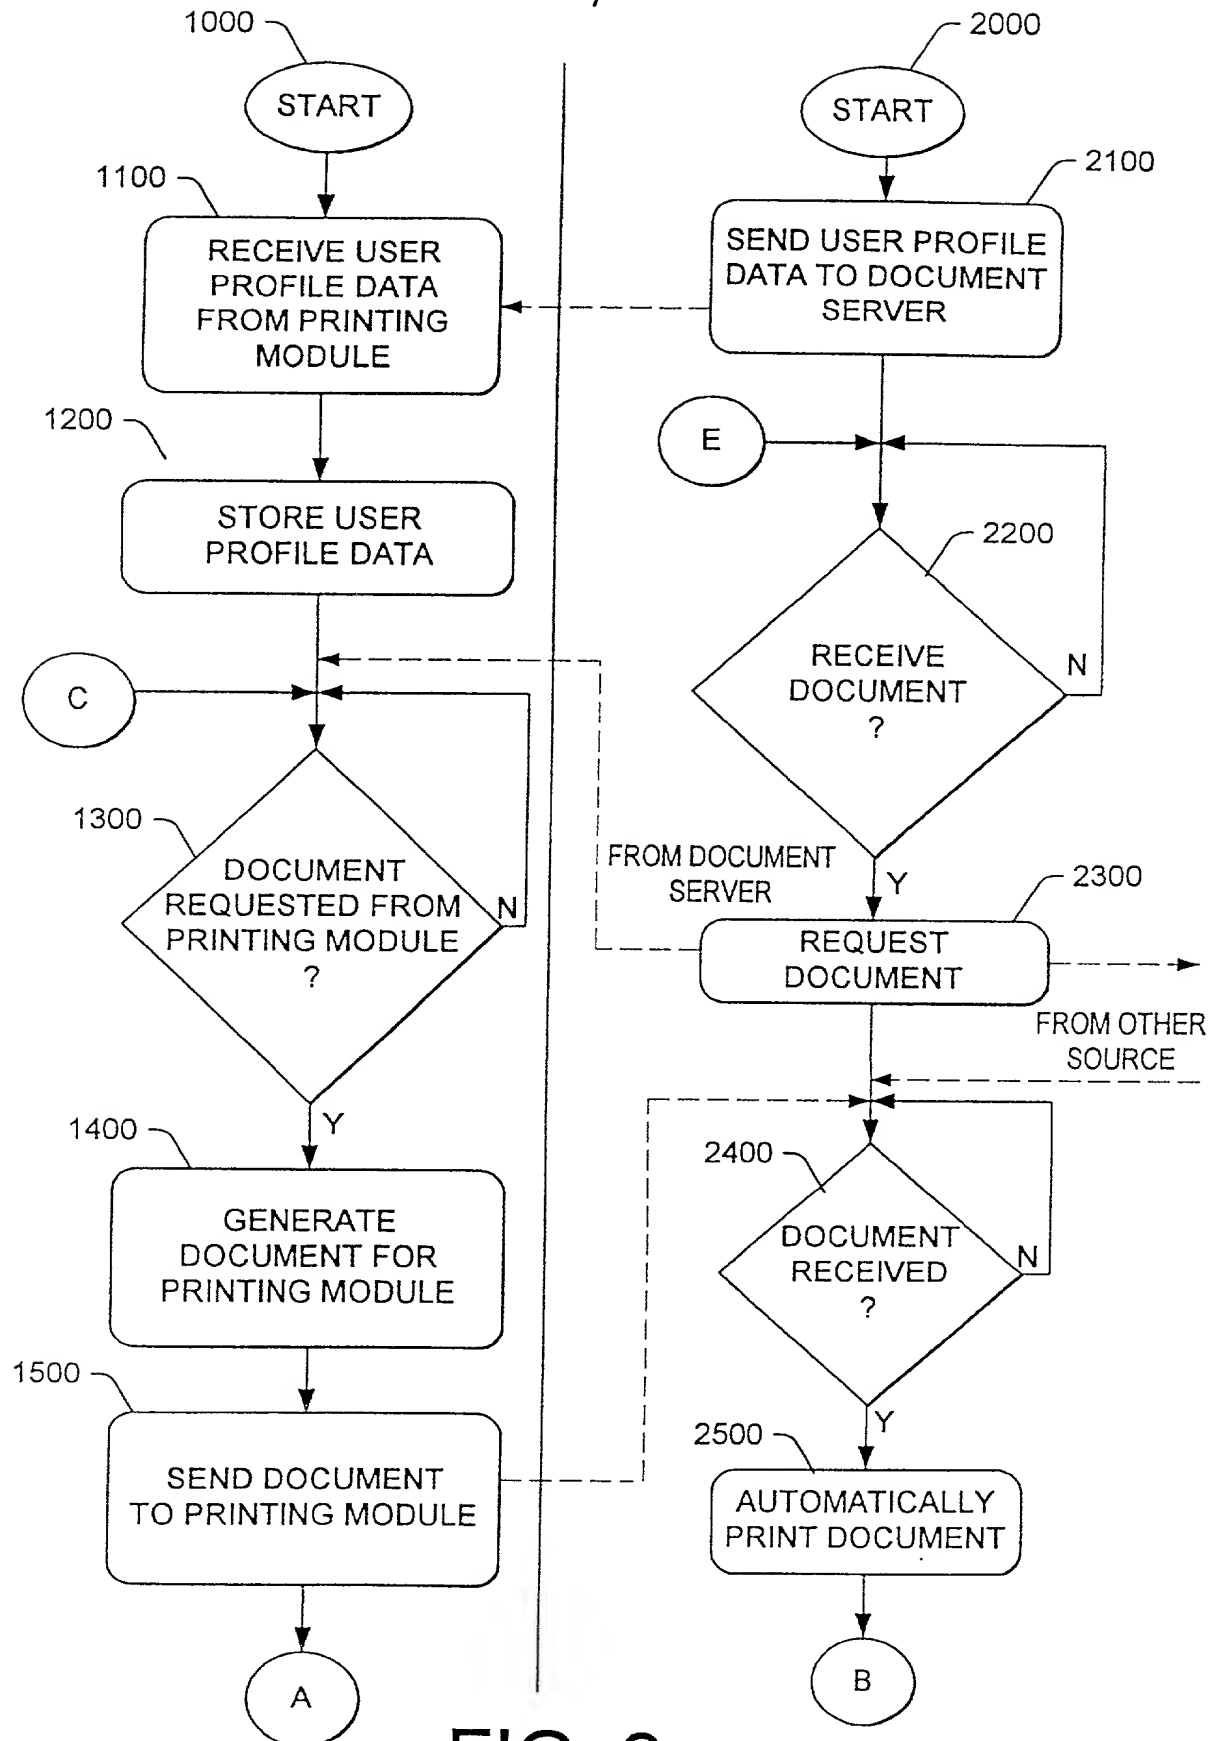 1000
START
1100
RECEIVE USER
PROFILE DATA
FROM PRINTING
MODULE
1200
STORE USER
PROFILE DATA
C
1300
DOCUMENT
REQUESTED FROM
PRINTING MODULE
?
N
Y
1400
GENERATE
DOCUMENT FOR
PRINTING MODULE
1500
SEND DOCUMENT
TO PRINTING MODULE
A
2000
START
2100
SEND USER PROFILE
DATA TO DOCUMENT
SERVER
E
2200
RECEIVE
DOCUMENT
?
N
Y
FROM DOCUMENT
SERVER
2300
REQUEST
DOCUMENT
FROM OTHER
SOURCE
2400
DOCUMENT
RECEIVED
?
N
Y
2500
AUTOMATICALLY
PRINT DOCUMENT
B